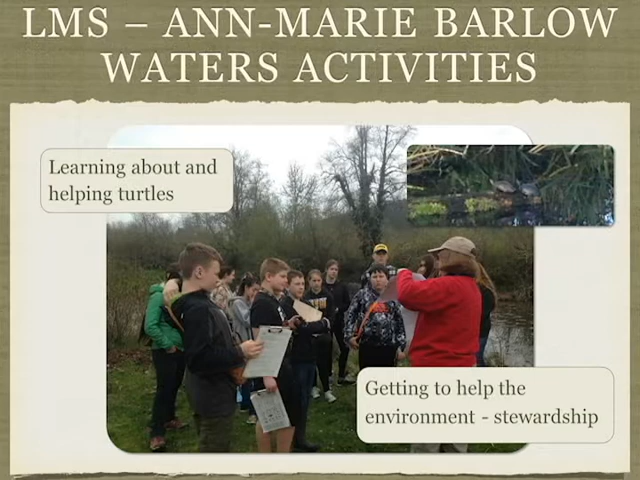 LMS – ANN-MARIE BARLOW
WATERS ACTIVITIES
Learning about and
helping turtles
Getting to help the
environment - stewardship